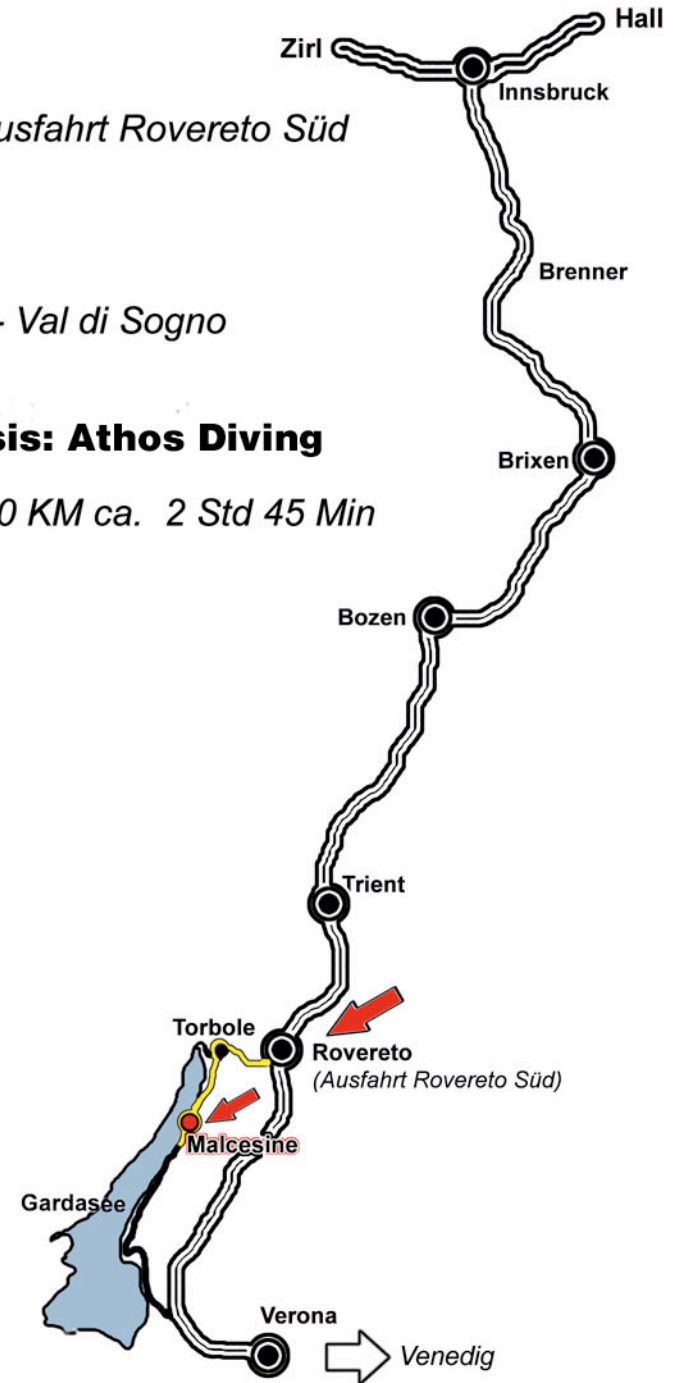 Hall
Zirl
Innsbruck
usfahrt Rovereto Süd
Brenner
- Val di Sogno
sis: Athos Diving
Brixen
0 KM ca. 2 Std 45 Min
Bozen
Trient
Torbole
Rovereto
(Ausfahrt Rovereto Süd)
Malcesine
Gardasee
Verona
Venedig